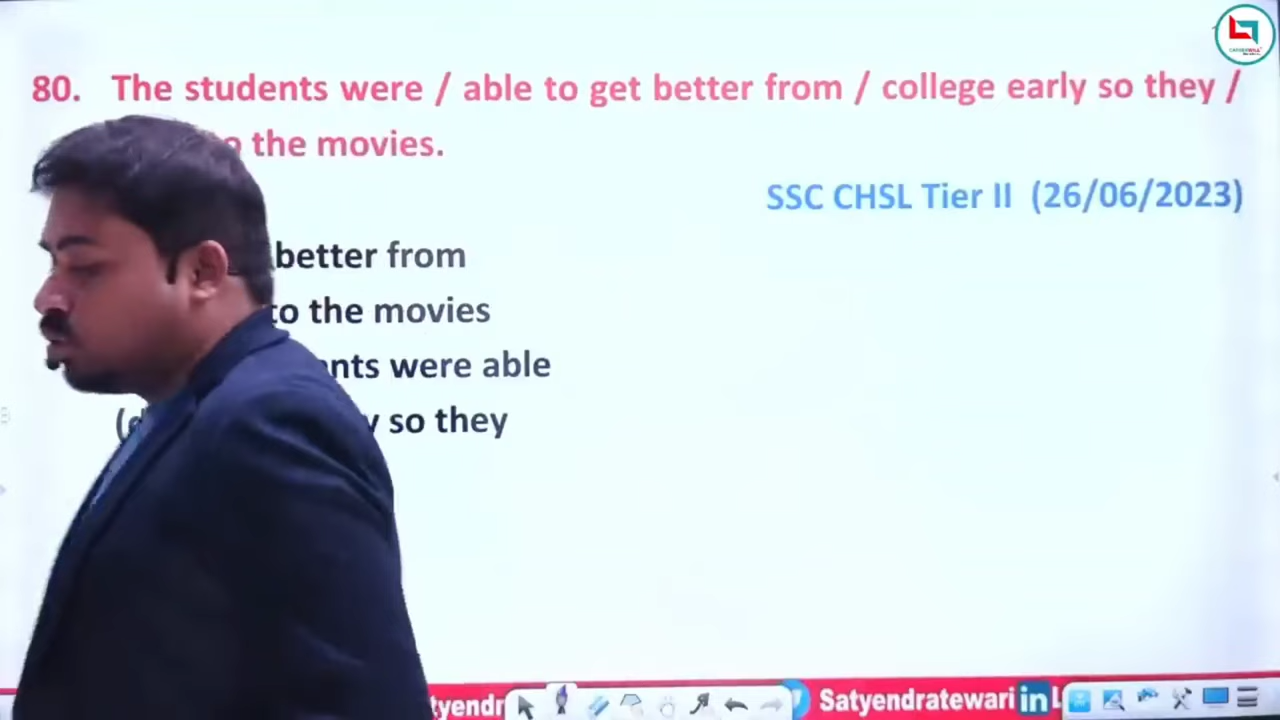 80. The students were / able to get better from / college early so they /
the movies.
SSC CHSL Tier II (26/06/2023)
better from
to the movies
were able
so they
Satyendratewari in